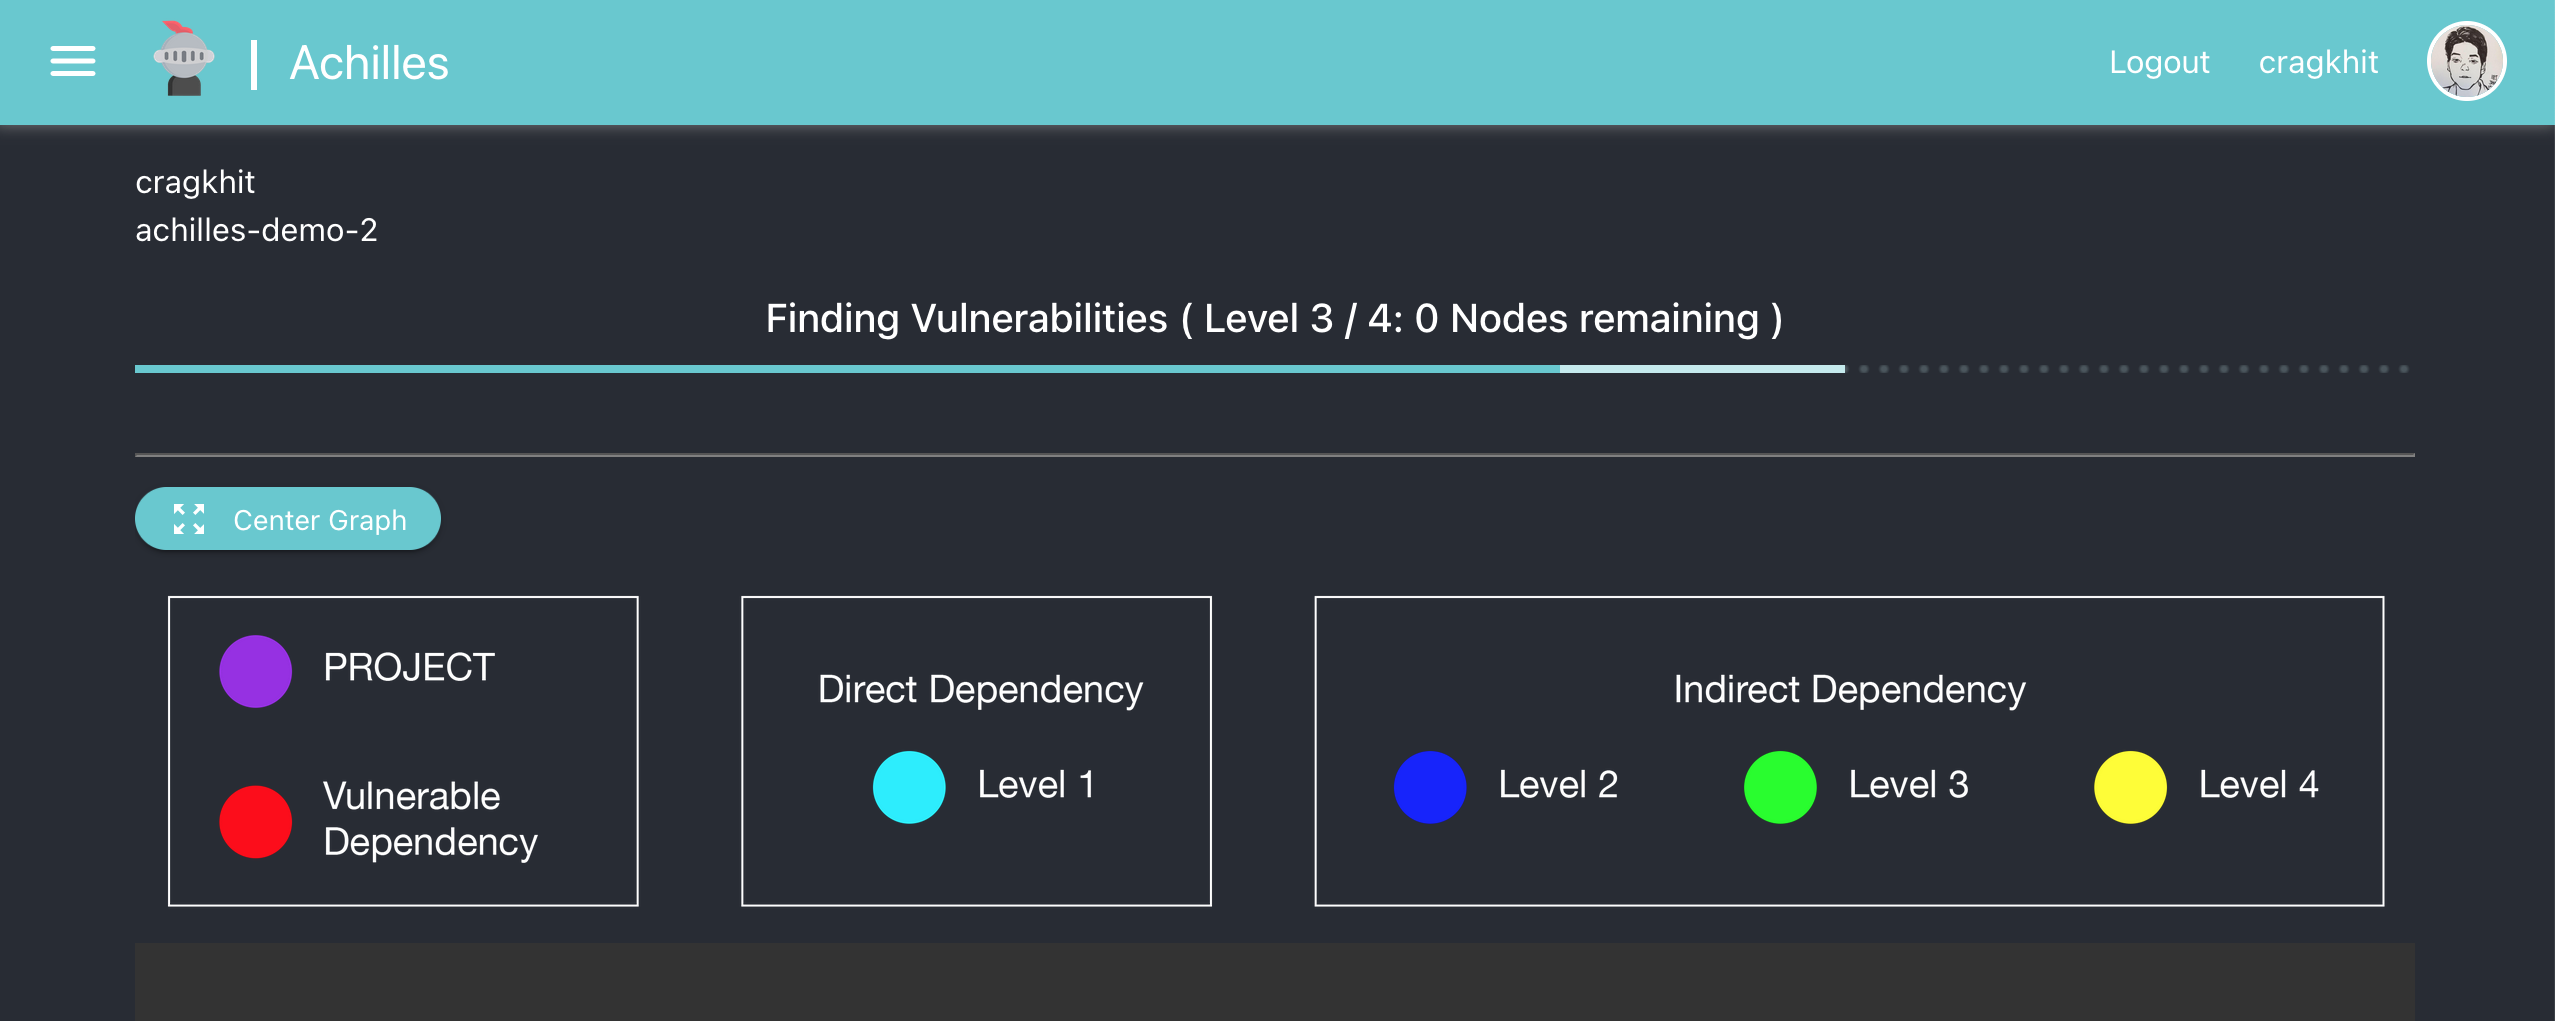 Achilles
Logout
cragkhit
cragkhit
achilles-demo-2
Finding Vulnerabilities ( Level 3 / 4: 0 Nodes remaining )
Center Graph
PROJECT
Vulnerable
Dependency
Direct Dependency
Level 1
Indirect Dependency
Level 2
Level 3
Level 4